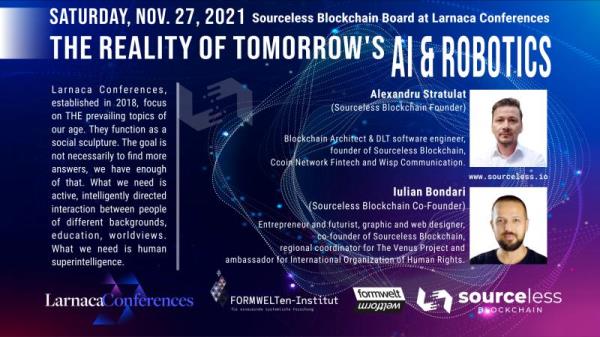 SATURDAY, NOV. 27, 2021 Sourceless Blockchain Board at Larnaca Conferences
THE REALITY OF TOMORROW'S AI & ROBOTICS
Larnaca Conferences,
established in 2018, focus
on THE prevailing topics of
our age. They function as a
social sculpture. The goal is
not necessarily to find more
answers, we have enough
of that. What we need is
active, intelligently directed
interaction between people
of different backgrounds,
education, worldviews.
What we need is human
superintelligence.
Alexandru Stratulat
(Sourceless Blockchain Founder)
Blockchain Architect & DLT software engineer,
founder of Sourceless Blockchain,
Ccoin Network Fintech and Wisp Communication.
www.sourceless.io
Iulian Bondari
(Sourceless Blockchain Co-Founder)
Entrepreneur and futurist, graphic and web designer,
co-founder of Sourceless Blockchain,
regional coordinator for The Venus Project and
ambassador for International Organization of Human Rights.
LarnacaConferences
FORMWELTen-Institut
für einsusende systemische Forschung
formwelt
weltform
sourceless
BLOCKCHAIN